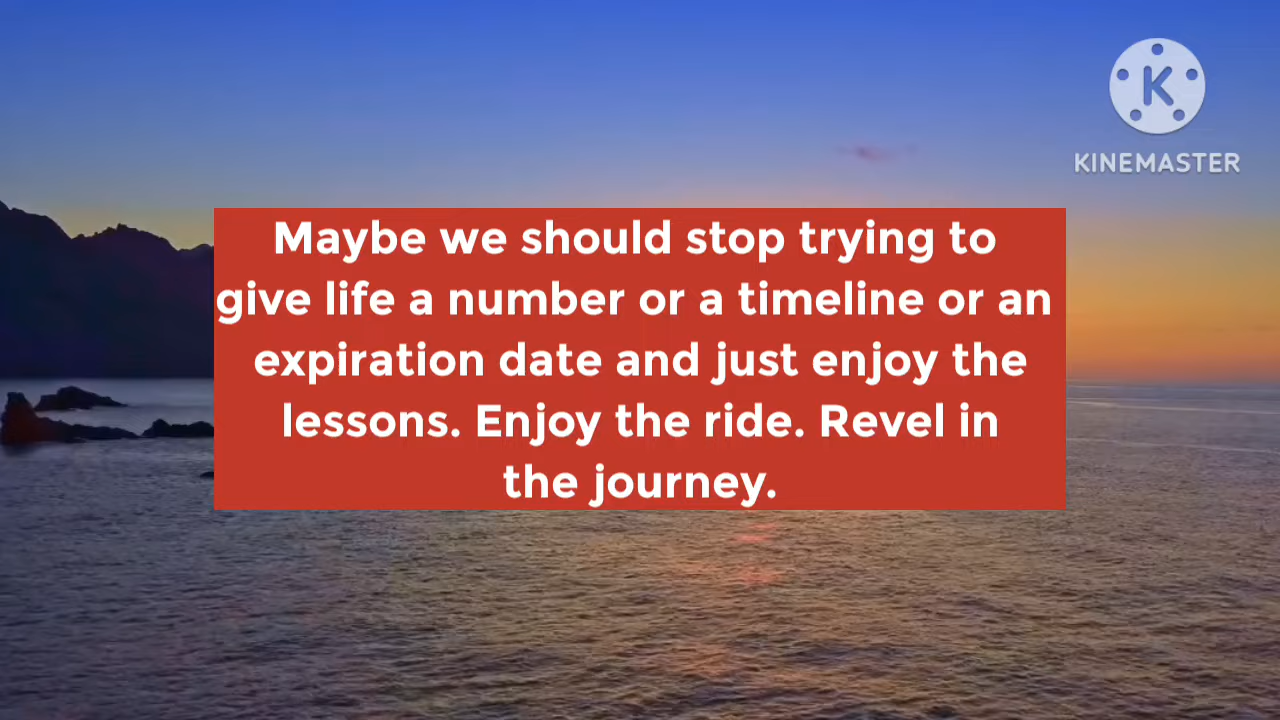 K
KINEMASTER
Maybe we should stop trying to
give life a number or a timeline or an
expiration date and just enjoy the
lessons. Enjoy the ride. Revel in
the journey.